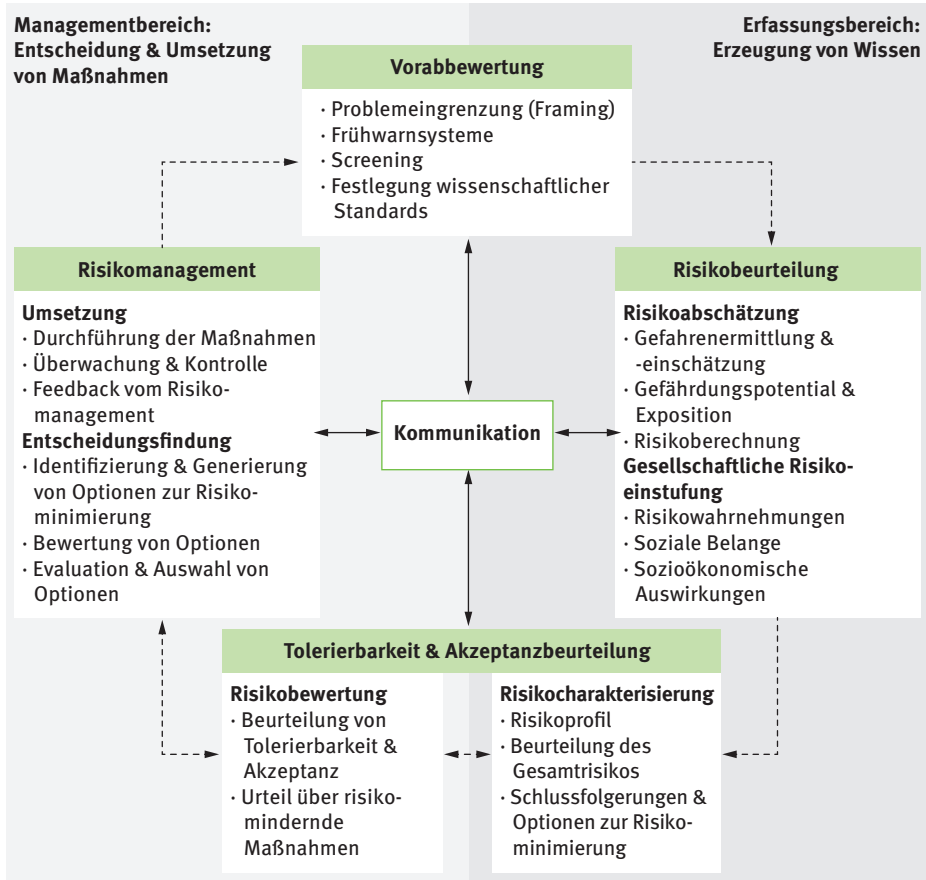 Managementbereich:
Entscheidung & Umsetzung
von Maßnahmen
Erfassungsbereich:
Erzeugung von Wissen
Vorabbewertung
· Problemeingrenzung (Framing)
· Frühwarnsysteme
· Screening
· Festlegung wissenschaftlicher
Standards
Risikomanagement
Umsetzung
· Durchführung der Maßnahmen
· Überwachung & Kontrolle
· Feedback vom Risiko-
management
Entscheidungsfindung
· Identifizierung & Generierung
von Optionen zur Risiko-
minimierung
· Bewertung von Optionen
· Evaluation & Auswahl von
Optionen
Kommunikation
Risikobeurteilung
Risikoabschätzung
· Gefahrenermittlung &
-einschätzung
· Gefährdungspotential &
Exposition
· Risikoberechnung
Gesellschaftliche Risiko-
einstufung
· Risikowahrnehmungen
· Soziale Belange
· Sozioökonomische
Auswirkungen
Tolerierbarkeit & Akzeptanzbeurteilung
Risikobewertung
· Beurteilung von
Tolerierbarkeit &
Akzeptanz
· Urteil über risiko-
mindernde
Maßnahmen
Risikocharakterisierung
· Risikoprofil
· Beurteilung des
Gesamtrisikos
· Schlussfolgerungen &
Optionen zur Risiko-
minimierung